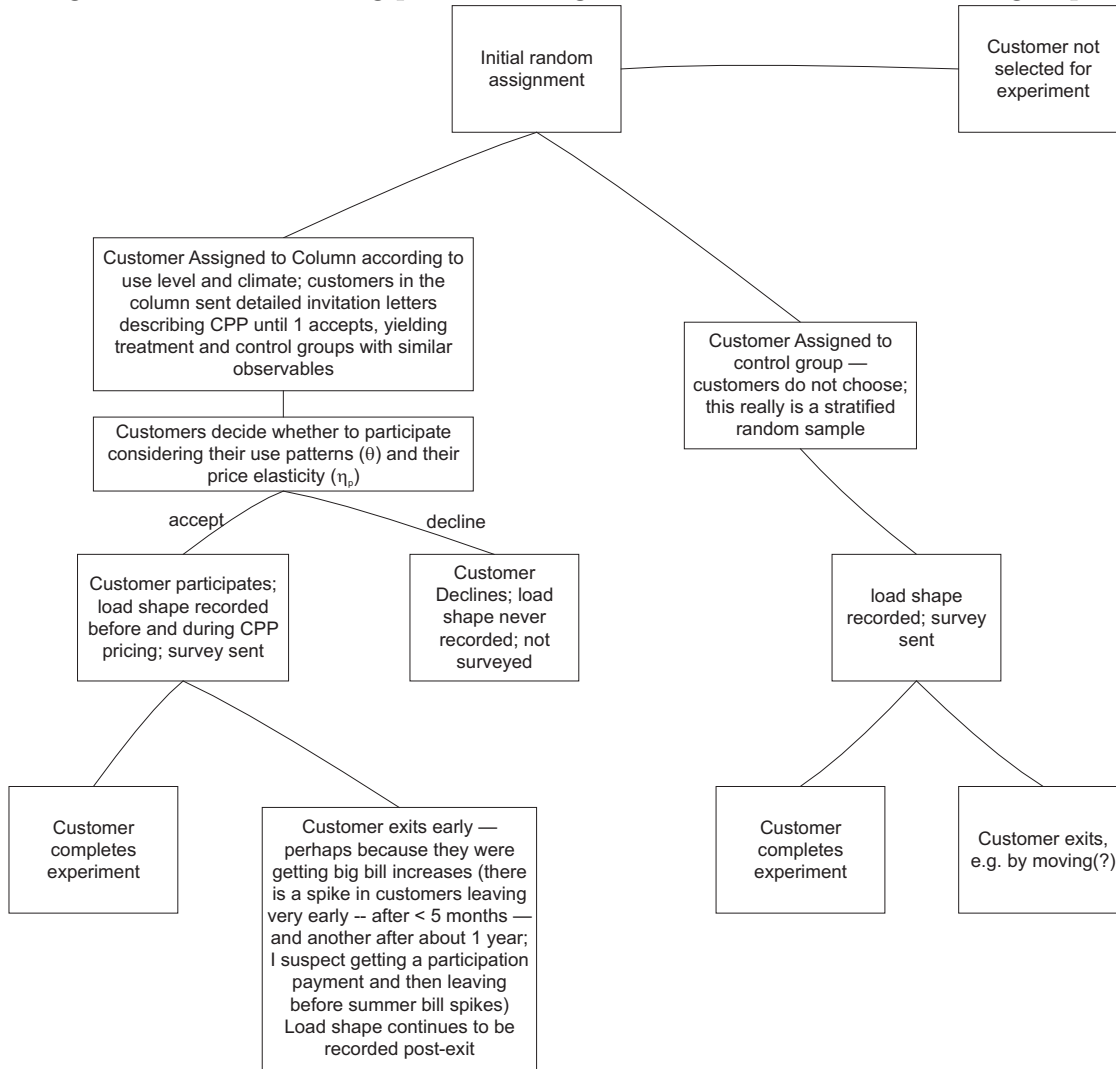 Initial random
assignment
Customer not
selected for
experiment
Customer Assigned to Column according to
use level and climate; customers in the
column sent detailed invitation letters
describing CPP until 1 accepts, yielding
treatment and control groups with similar
observables
Customer Assigned to
control group —
customers do not choose;
this really is a stratified
random sample
Customers decide whether to participate
considering their use patterns (θ) and their
price elasticity (ηₚ)
accept
decline
Customer participates;
load shape recorded
before and during CPP
pricing; survey sent
Customer
Declines; load
shape never
recorded; not
surveyed
load shape
recorded; survey
sent
Customer
completes
experiment
Customer exits early —
perhaps because they were
getting big bill increases (there
is a spike in customers leaving
very early -- after < 5 months —
and another after about 1 year;
I suspect getting a participation
payment and then leaving
before summer bill spikes)
Load shape continues to be
recorded post-exit
Customer
completes
experiment
Customer exits,
e.g. by moving(?)